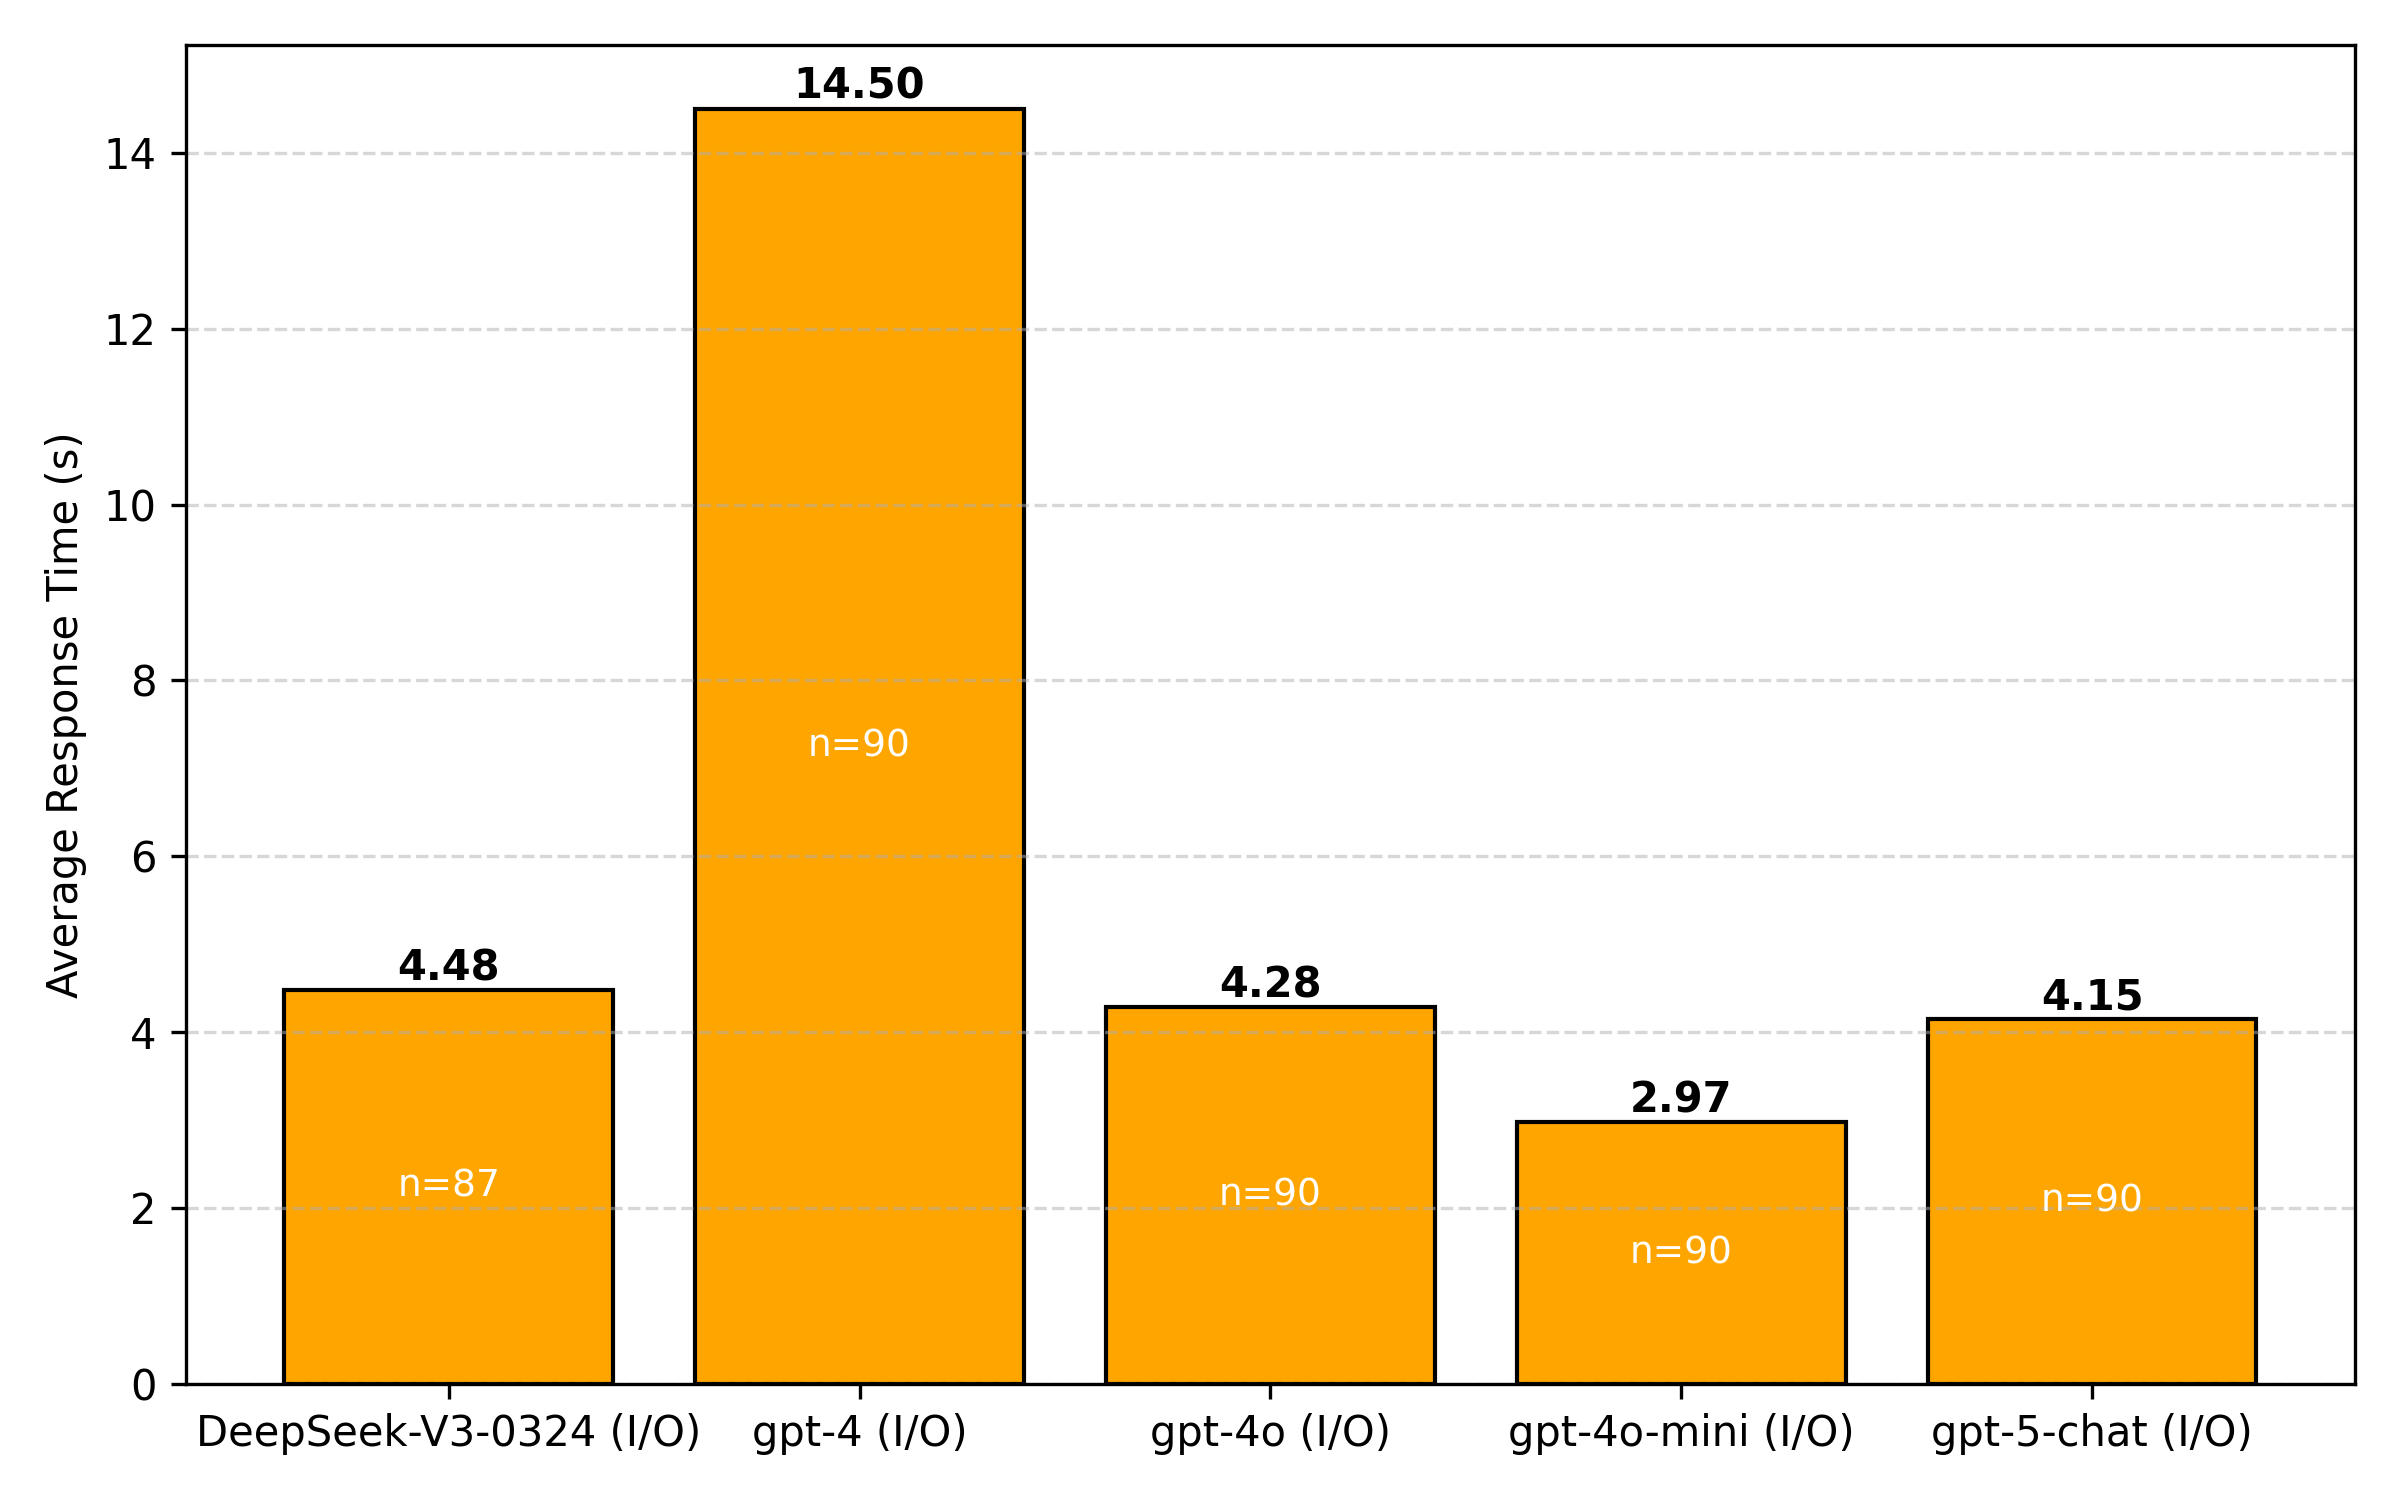 14.50
14
12
10
8
6
4
2
0
Average Response Time (s)
n=90
4.48
4.28
4.15
2.97
n=87
n=90
n=90
n=90
DeepSeek-V3-0324 (I/O)
gpt-4 (I/O)
gpt-4o (I/O)
gpt-4o-mini (I/O)
gpt-5-chat (I/O)